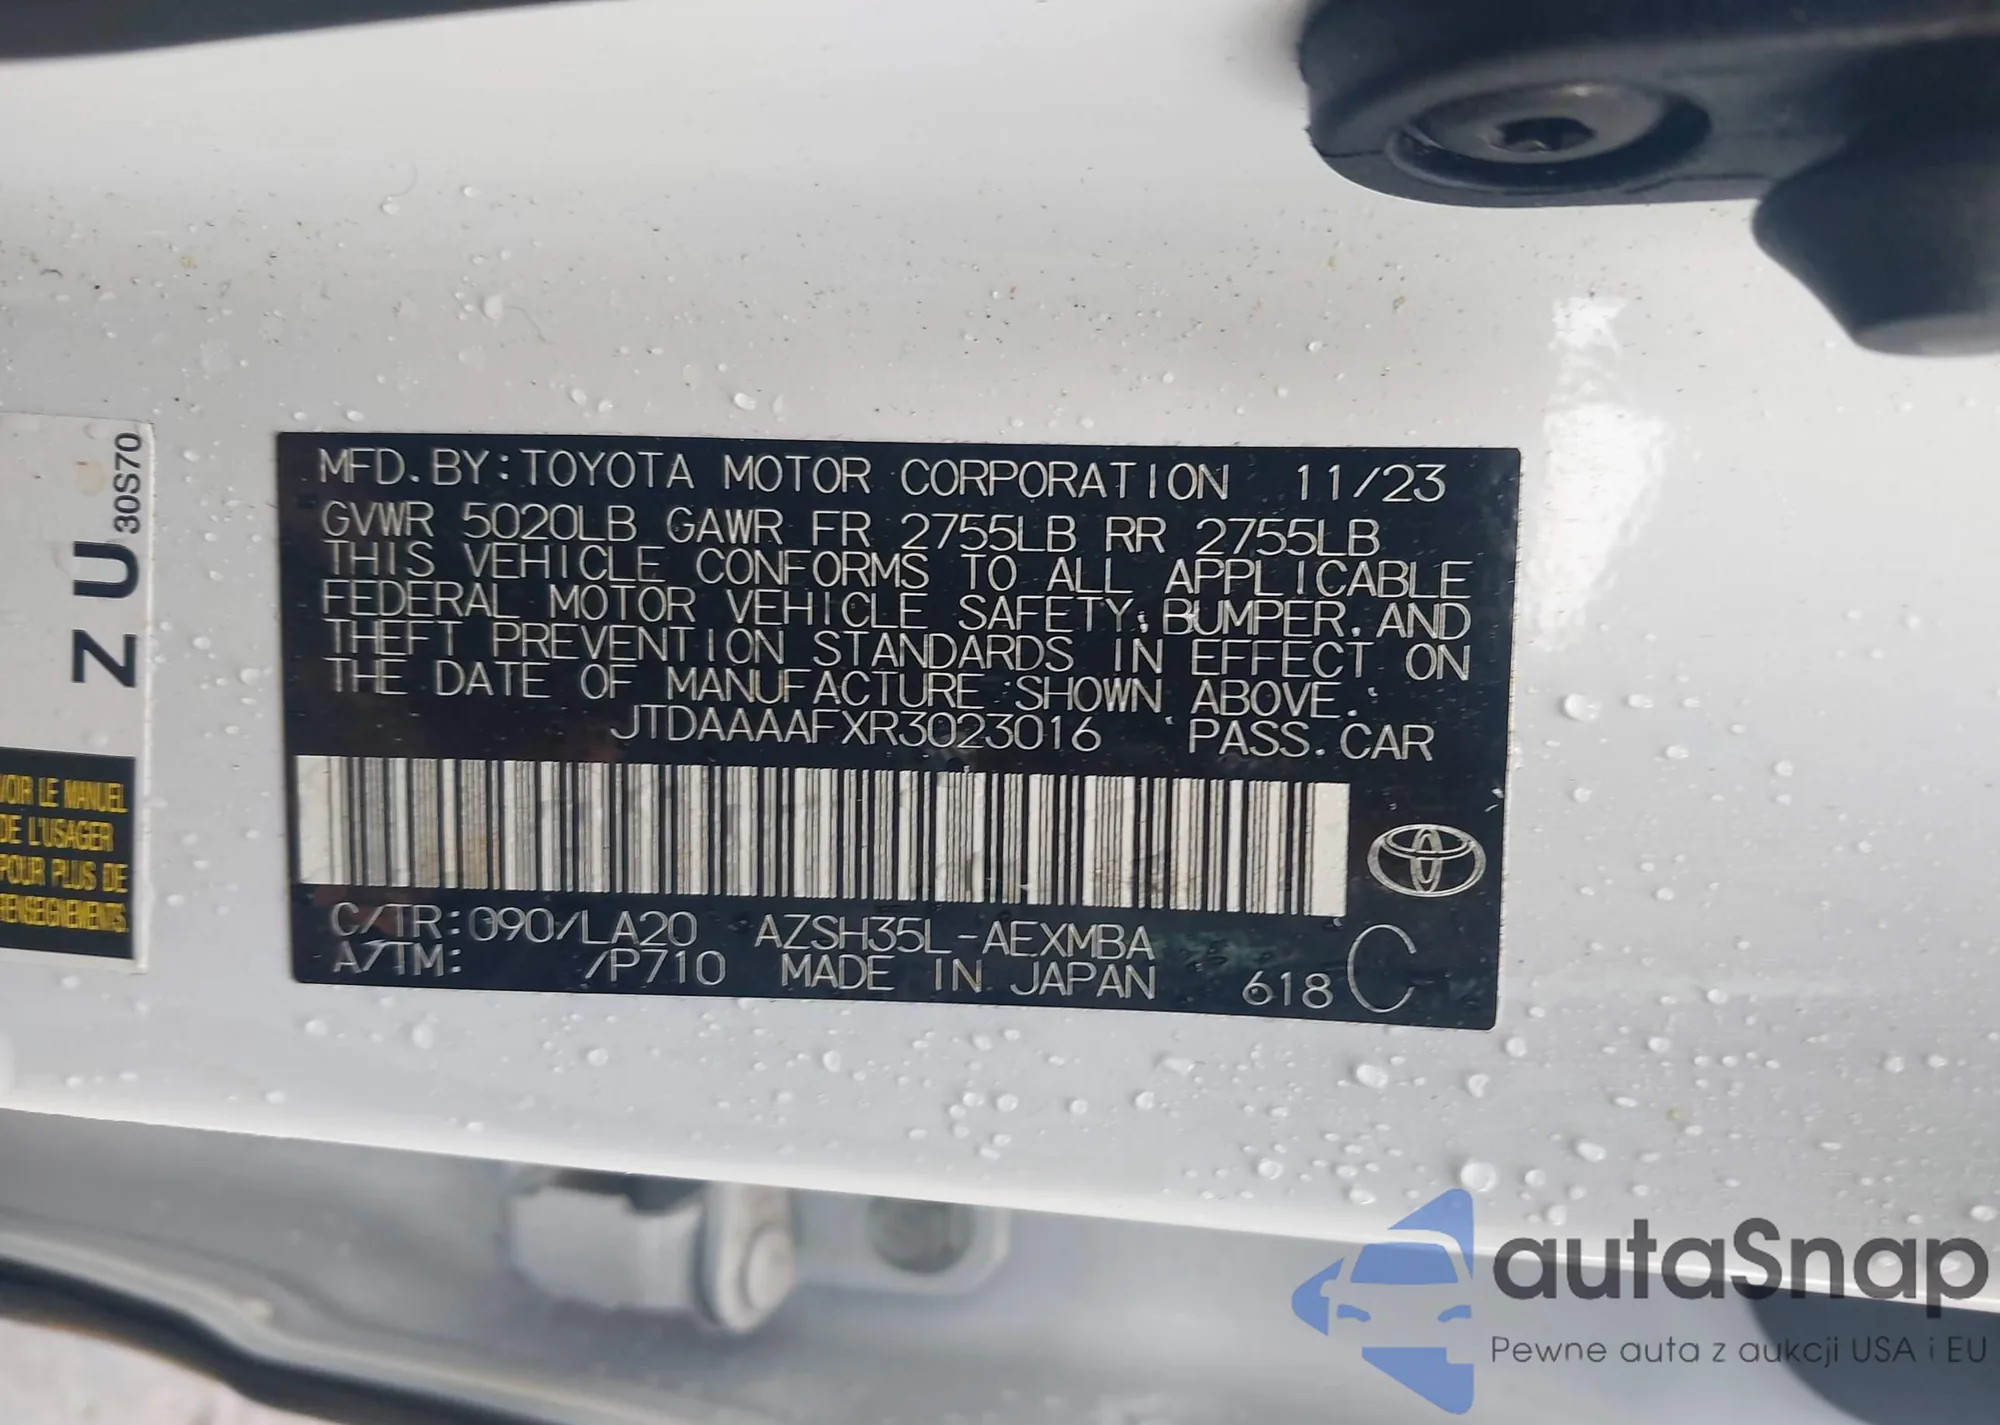 MFD.BY:TOYOTA MOTOR CORPORATION 11/23
GVWR 5020LB GAWR FR 2755LB RR 2755LB
THIS VEHICLE CONFORMS TO ALL APPLICABLE
FEDERAL MOTOR VEHICLE SAFETY,BUMPER,AND
THEFT PREVENTION STANDARDS IN EFFECT ON
THE DATE OF MANUFACTURE SHOWN ABOVE.
JTDAAAAFXR3023016 PASS.CAR
C/TR:090/LA20 AZSH35L-AEXMBA
A/TM: /P710 MADE IN JAPAN 618 C
Z U 30S70
VOIR LE MANUEL
DE L'USAGER
POUR PLUS DE
RENSEIGNEMENTS.
autaSnap
Pewne auta z aukcji USA i EU